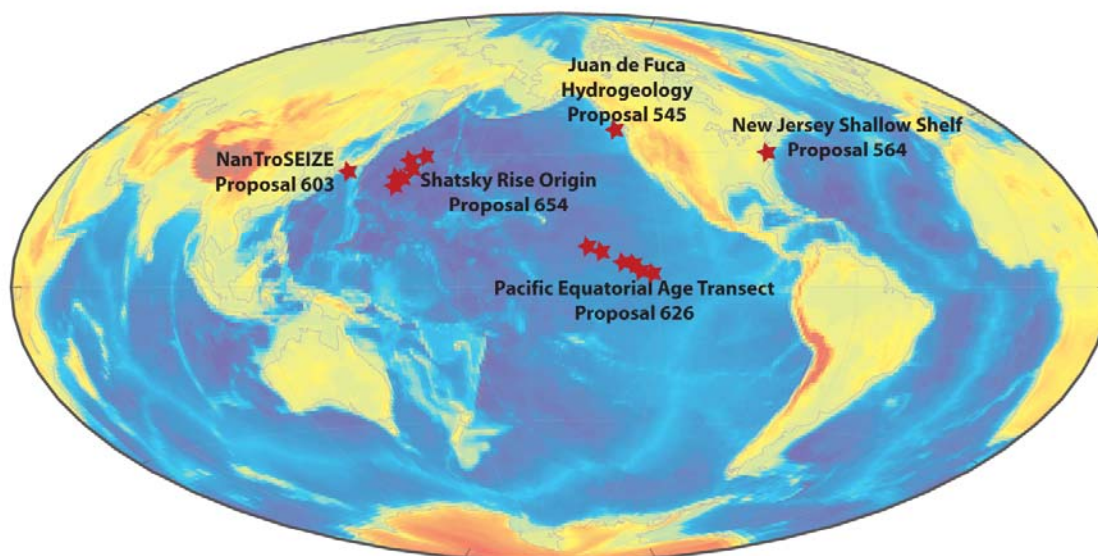 Juan de Fuca
Hydrogeology
Proposal 545
New Jersey Shallow Shelf
Proposal 564
NanTroSEIZE
Proposal 603
Shatsky Rise Origin
Proposal 654
Pacific Equatorial Age Transect
Proposal 626